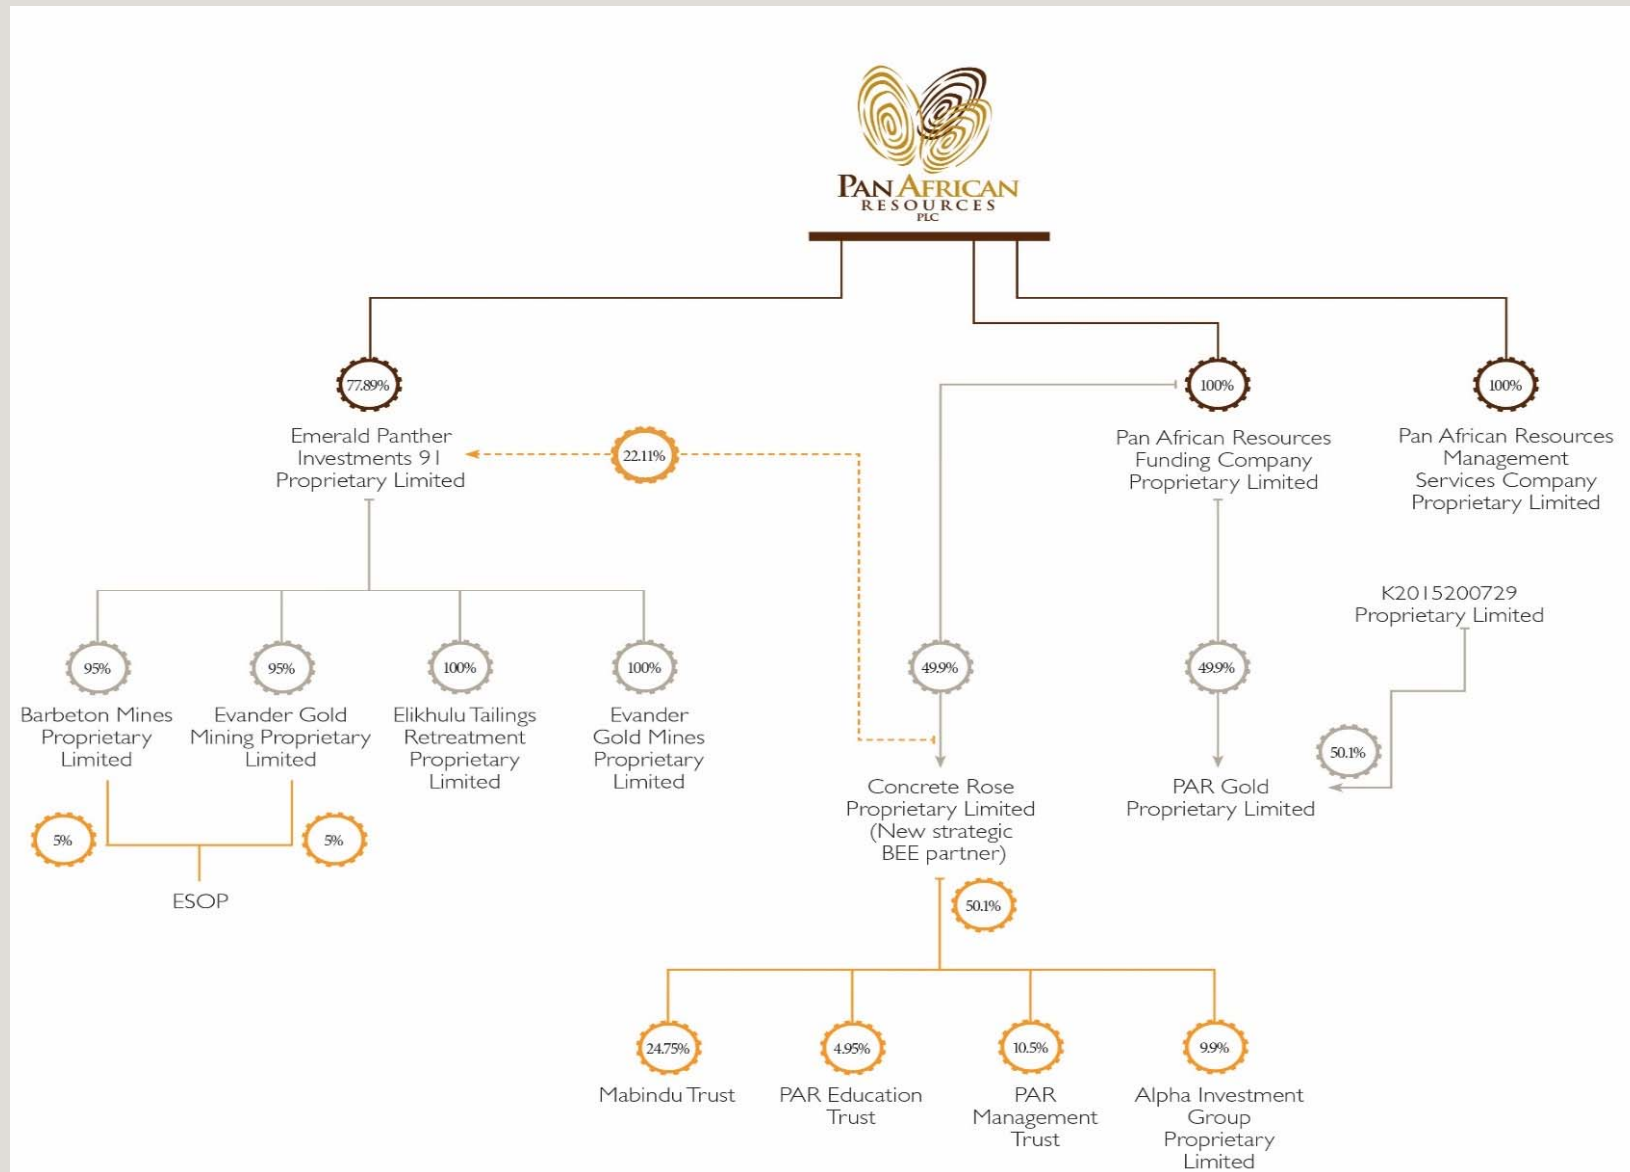 PAN AFRICAN
RESOURCES
PLC
77.89%
Emerald Panther
Investments 91
Proprietary Limited
22.11%
100%
Pan African Resources
Funding Company
Proprietary Limited
100%
Pan African Resources
Management
Services Company
Proprietary Limited
K2015200729
Proprietary Limited
95%
Barbeton Mines
Proprietary
Limited
95%
Evander Gold
Mining Proprietary
Limited
100%
Elikhulu Tailings
Retreatment
Proprietary
Limited
100%
Evander
Gold Mines
Proprietary
Limited
49.9%
Concrete Rose
Proprietary Limited
(New strategic
BEE partner)
49.9%
PAR Gold
Proprietary Limited
50.1%
5%
5%
ESOP
50.1%
24.75%
Mabindu Trust
4.95%
PAR Education
Trust
10.5%
PAR
Management
Trust
9.9%
Alpha Investment
Group
Proprietary
Limited